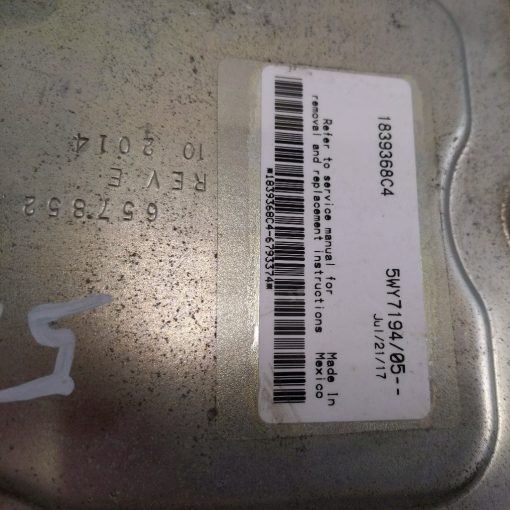 1839368C4
5WY7194/05--
Jul/21/17
Refer to service manual for
removal and replacement instructions
Made In
Mexico
*1839368C4-6793374*
657852
REV E
10 2014